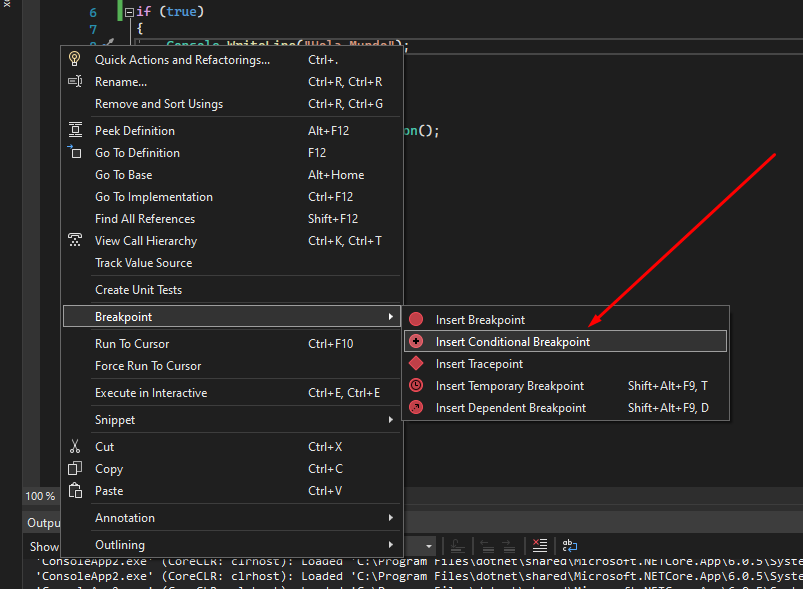 6 if (true)
7 {
8 Console.WriteLine("Hola Mundo");
Quick Actions and Refactorings... Ctrl+.
Rename... Ctrl+R, Ctrl+R
Remove and Sort Usings Ctrl+R, Ctrl+G
Peek Definition Alt+F12
on();
Go To Definition F12
Go To Base Alt+Home
Go To Implementation Ctrl+F12
Find All References Shift+F12
View Call Hierarchy Ctrl+K, Ctrl+T
Track Value Source
Create Unit Tests
Breakpoint
Run To Cursor Ctrl+F10
Force Run To Cursor
Execute in Interactive Ctrl+E, Ctrl+E
Snippet
Cut Ctrl+X
Copy Ctrl+C
Paste Ctrl+V
Annotation
Outlining
Insert Breakpoint
Insert Conditional Breakpoint
Insert Tracepoint
Insert Temporary Breakpoint Shift+Alt+F9, T
Insert Dependent Breakpoint Shift+Alt+F9, D
100 %
Outpu
Show
'ConsoleApp2.exe' (CoreCLR: clrhost): Loaded 'C:\Program Files\dotnet\shared\Microsoft.NETCore.App\6.0.5\Syste
'ConsoleApp2.exe' (CoreCLR: clrhost): Loaded 'C:\Program Files\dotnet\shared\Microsoft.NETCore.App\6.0.5\Syste